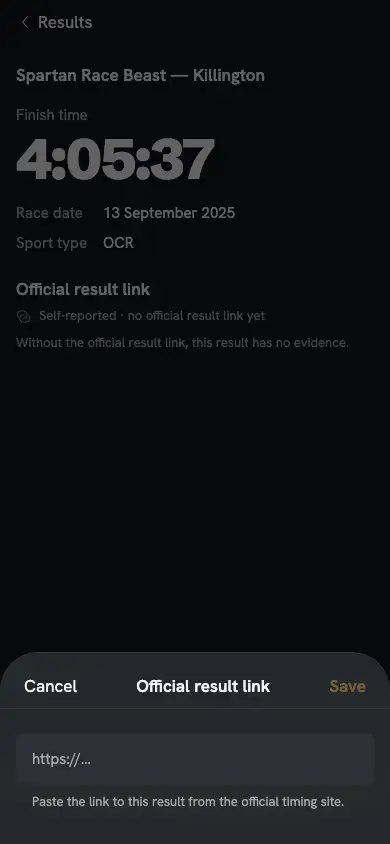 Results
Spartan Race Beast — Killington
Finish time
4:05:37
Race date 13 September 2025
Sport type OCR
Official result link
Self-reported · no official result link yet
Without the official result link, this result has no evidence.
Cancel Official result link Save
https://...
Paste the link to this result from the official timing site.